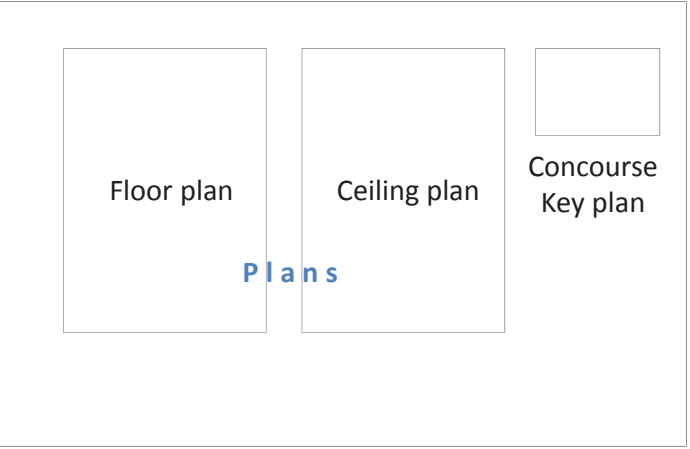 Floor plan
Ceiling plan
Concourse
Key plan
Plans